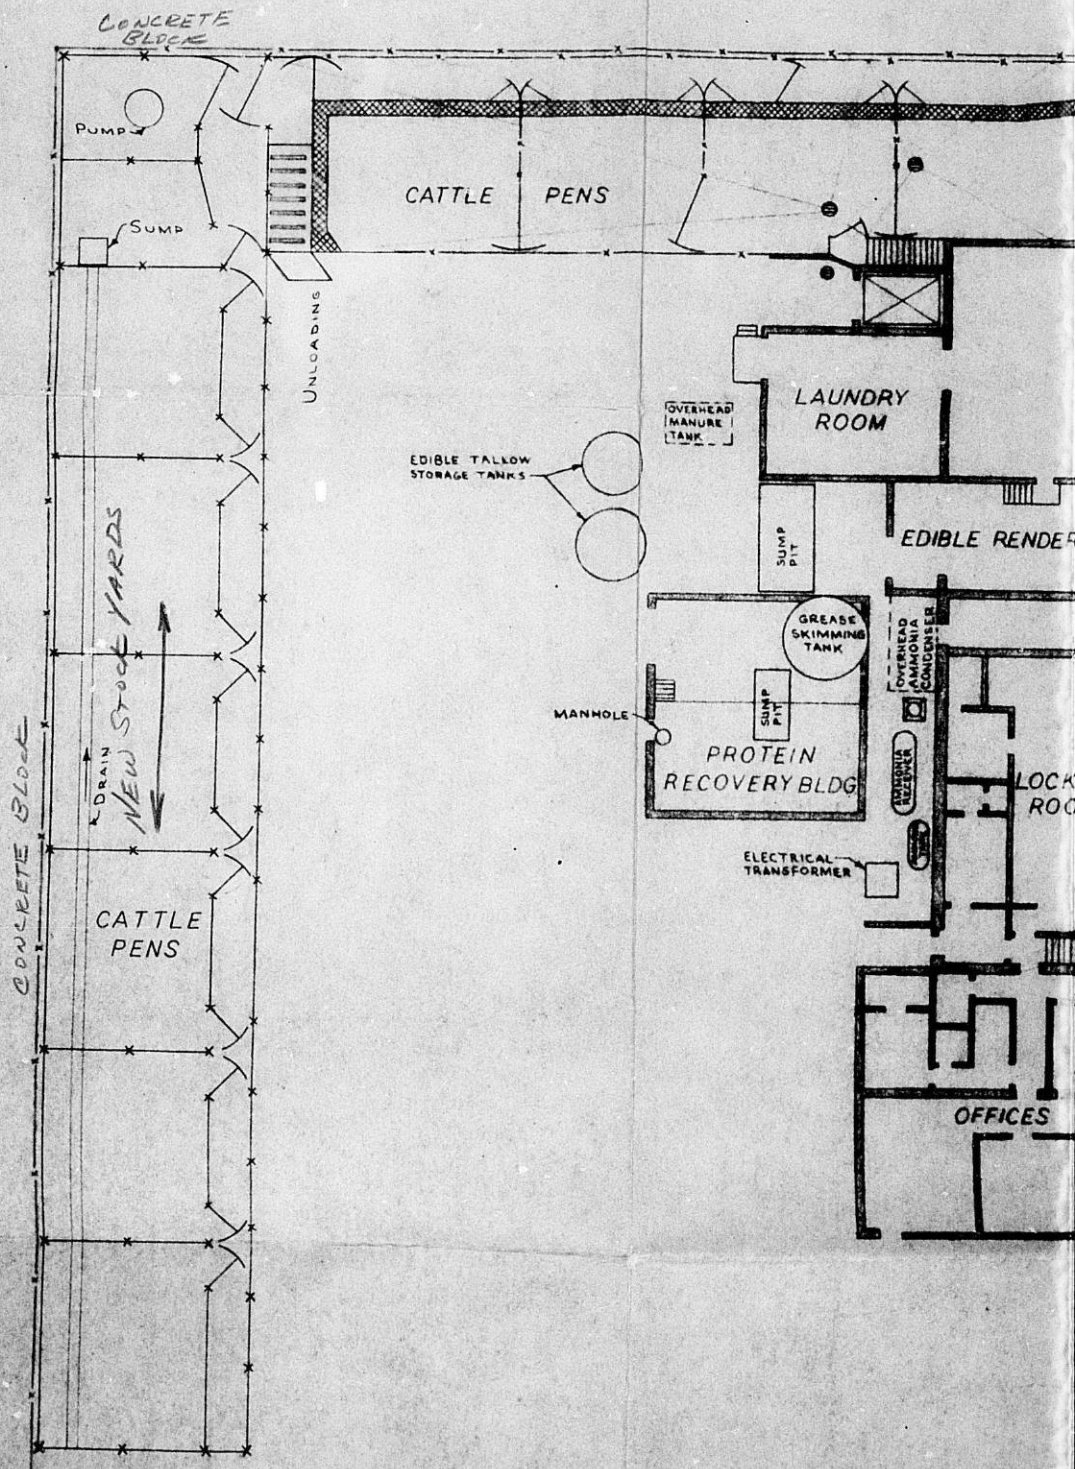 CONCRETE
BLOCK
PUMP
SUMP
CATTLE PENS
UNLOADING
LAUNDRY
ROOM
OVERHEAD
MANURE
TANK
EDIBLE TALLOW
STORAGE TANKS
SUMP
PIT
EDIBLE RENDER
NEW STOCK YARDS
GREASE
SKIMMING
TANK
OVERHEAD
AMMONIA
CONDENSER
SUMP
PIT
MANHOLE
PROTEIN
RECOVERY BLDG
AMMONIA
RECEIVER
LOCK
ROO
DRAIN
CONCRETE BLOCK
ELECTRICAL
TRANSFORMER
CATTLE
PENS
OFFICES